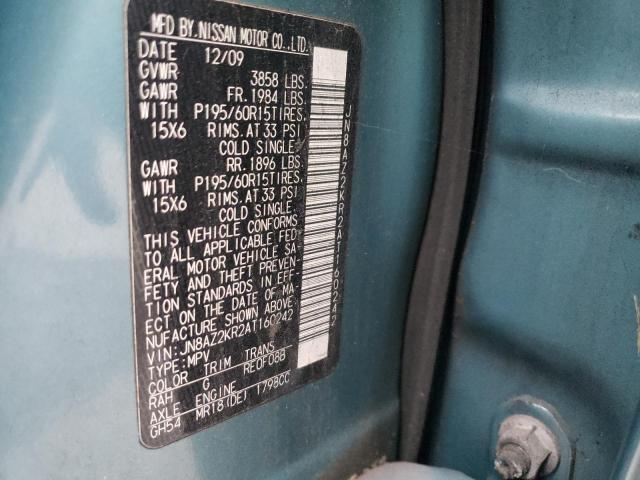 MFD BY.NISSAN MOTOR CO.,LTD.
DATE 12/09
GVWR 3858 LBS.
GAWR FR. 1984 LBS.
WITH P195/60R15TIRES.
15X6 RIMS. AT 33 PSI
COLD SINGLE.
GAWR RR. 1896 LBS.
WITH P195/60R15TIRES.
15X6 RIMS. AT 33 PSI
COLD SINGLE.
THIS VEHICLE CONFORMS
TO ALL APPLICABLE FED-
ERAL MOTOR VEHICLE SA-
FETY AND THEFT PREVEN-
TION STANDARDS IN EFF-
ECT ON THE DATE OF MA-
NUFACTURE SHOWN ABOVE.
VIN:JN8AZ2KR2AT160242
TYPE:MPV
COLOR TRIM TRANS
RAH G RE0F08B
AXLE ENGINE
GH54 MR18(DE) 1798CC
JN8AZ2KR2AT160242